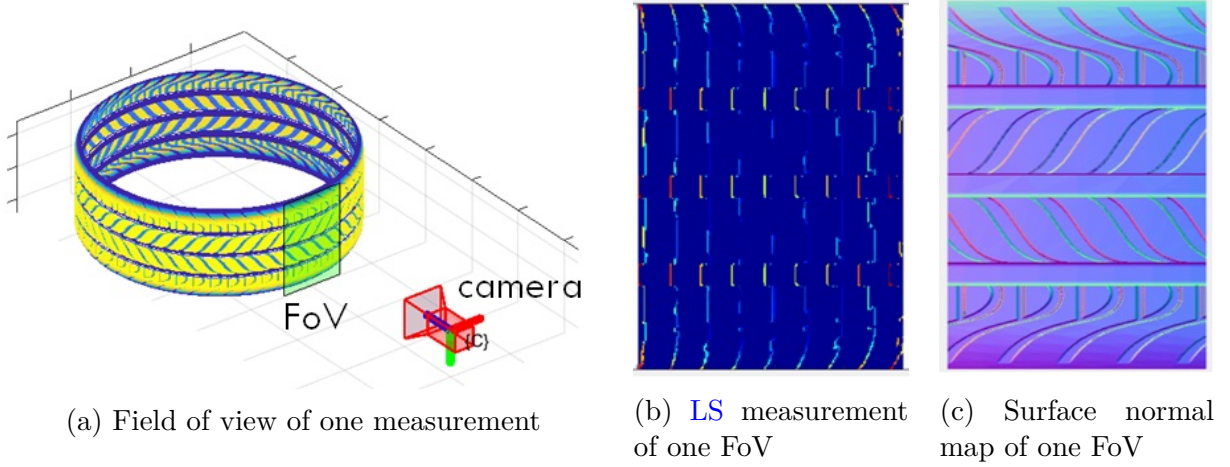 camera
FoV
{C}
(a) Field of view of one measurement
(b) LS measurement
of one FoV
(c) Surface normal
map of one FoV